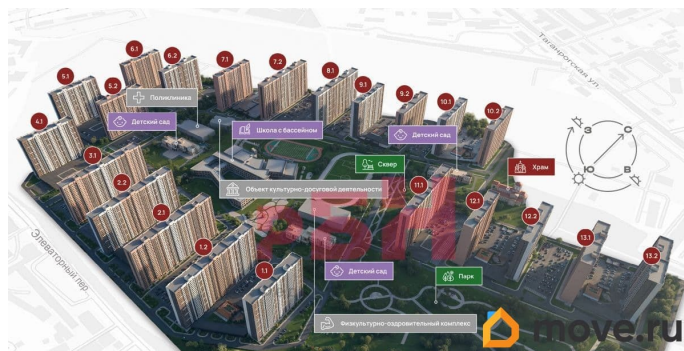 6.1
6.2
7.1
7.2
8.1
9.1
9.2
10.1
10.2
5.1
5.2
4.1
3.1
2.2
2.1
1.2
1.1
11.1
12.1
12.2
13.1
13.2
Таганрогская ул.
Поликлиника
Детский сад
Школа с бассейном
Детский сад
Сквер
Храм
З
С
Ю
В
Объект культурно-досуговой деятельности
Элеваторный пер.
Детский сад
Парк
Физкультурно-оздоровительный комплекс
move.ru